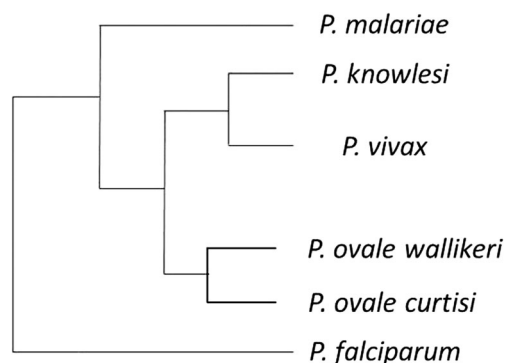 P. malariae
P. knowlesi
P. vivax
P. ovale wallikeri
P. ovale curtisi
P. falciparum